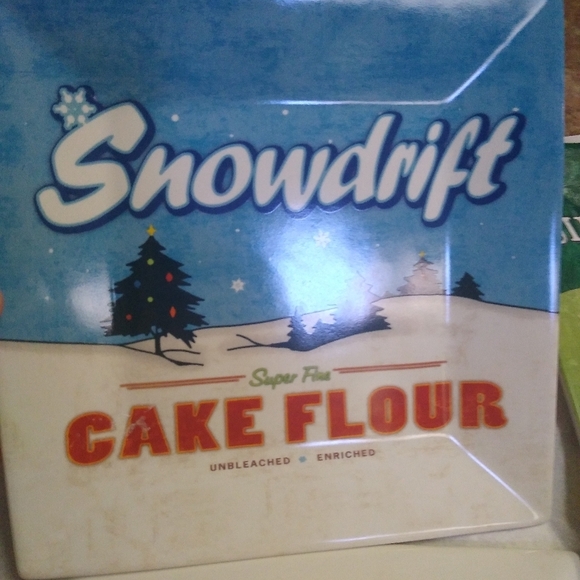 Snowdrift
Super Fine
CAKE FLOUR
UNBLEACHED • ENRICHED